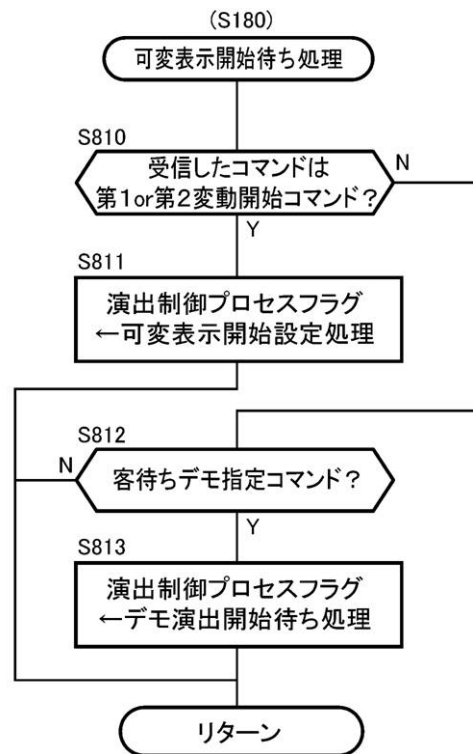 (S180)
可変表示開始待ち処理
S810
受信したコマンドは
第1or第2変動開始コマンド?
N
Y
S811
演出制御プロセスフラグ
←可変表示開始設定処理
S812
N
客待ちデモ指定コマンド?
Y
S813
演出制御プロセスフラグ
←デモ演出開始待ち処理
リターン